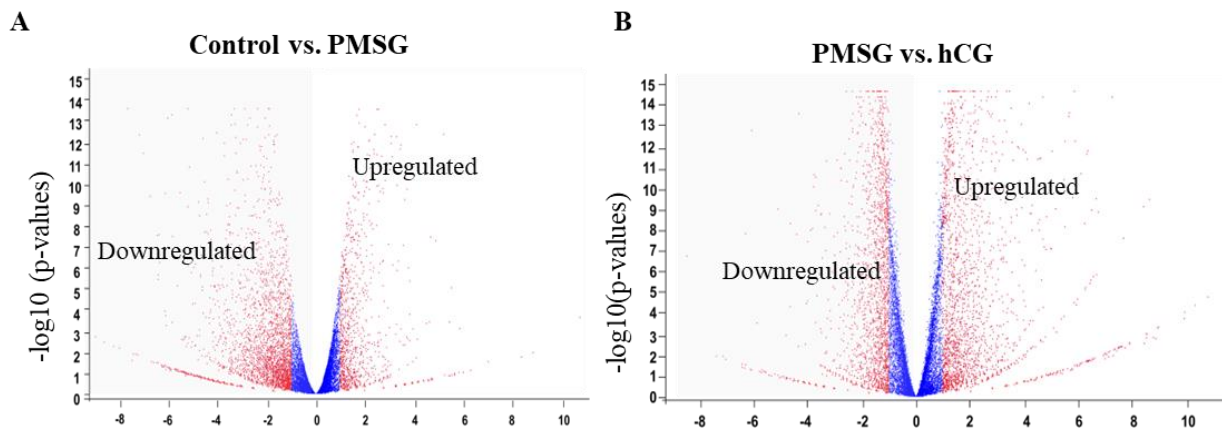 A
Control vs. PMSG
15
14
13
12
11
10
9
8
7
6
5
4
3
2
1
0
-log10 (p-values)
Upregulated
Downregulated
-8 -6 -4 -2 0 2 4 6 8 10
B
PMSG vs. hCG
15
14
13
12
11
10
9
8
7
6
5
4
3
2
1
0
-log10(p-values)
Upregulated
Downregulated
-8 -6 -4 -2 0 2 4 6 8 10